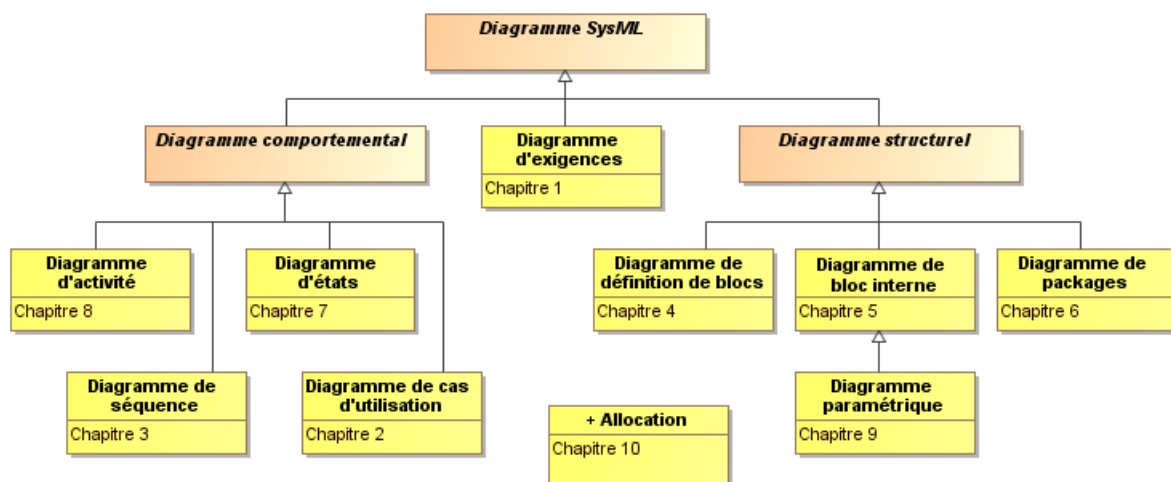 Diagramme SysML
Diagramme comportemental
Diagramme
d'exigences
Chapitre 1
Diagramme structurel
Diagramme
d'activité
Chapitre 8
Diagramme
d'états
Chapitre 7
Diagramme de
définition de blocs
Chapitre 4
Diagramme de
bloc interne
Chapitre 5
Diagramme de
packages
Chapitre 6
Diagramme de
séquence
Chapitre 3
Diagramme de cas
d'utilisation
Chapitre 2
+ Allocation
Chapitre 10
Diagramme
paramétrique
Chapitre 9